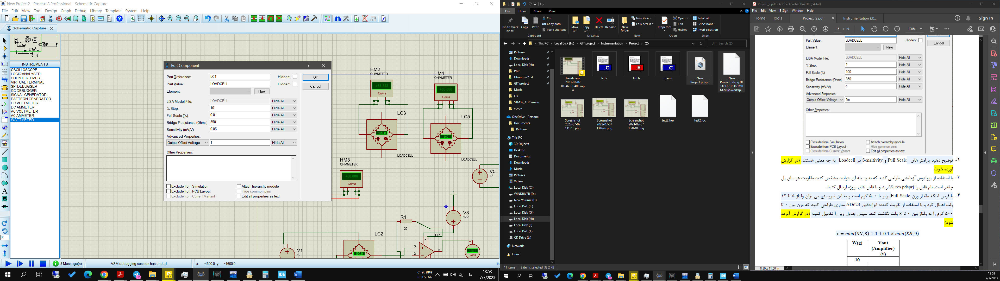 New Project2 - Proteus 8 Professional - Schematic Capture
File Edit View Tool Design Graph Debug Library Template System Help
Schematic Capture
INSTRUMENTS
OSCILLOSCOPE
LOGIC ANALYSER
COUNTER TIMER
VIRTUAL TERMINAL
SPI DEBUGGER
I2C DEBUGGER
SIGNAL GENERATOR
PATTERN GENERATOR
DC VOLTMETER
DC AMMETER
AC VOLTMETER
AC AMMETER
WATTMETER
Edit Component
Part Reference: LC1 Hidden: OK
Part Value: LOADCELL Hidden: Cancel
Element: New
LISA Model File: LOADCELL Hide All
% Step: 10 Hide All
Full Scale (%) 0.0 Hide All
Bridge Resistance (Ohms) 350 Hide All
Sensitivity (mV/V) 0.05 Hide All
Advanced Properties:
Output Offset Voltage 1 Hide All
Other Properties:
Exclude from Simulation Attach hierarchy module
Exclude from PCB Layout Hide common pins
Exclude from Current Variant Edit all properties as text
HM2
OHMMETER
+88.888
Ohms
HM4
OHMMETER
+88.888
LC3
100.0
LOADCELL
LC5
0.0
LOADCELL
HM3
OHMMETER
+88.888
Ohms
V5
12
V3
12V
R1
22
LC2
100.0
U1
7
8
3
2
6
V1
12
Volts
8 Message(s) VSM debugging session has ended. x: -4300.0 y: +1600.0 th
C 9.80%
R 15.6G
13:53
7/7/2023
Q5
File Home Share View
Pin to Quick access Copy Paste Cut Copy path Paste shortcut
Move to Copy to Delete Rename New folder New item Easy access
Properties Open Edit History Select all Select none Invert selection
Clipboard Organize New Open Select
This PC Local Disk (H:) GIT project Instrumentation Project Q5 Search Q5
Pictures
Downloads
Local Disk (H:)
PhP
Ubuntu-22.04
GIT project
Music
Q5
STM32_ADC-main
vvvvv
OneDrive - Personal
Documents
Pictures
This PC
3D Objects
Desktop
Documents
Downloads
Music
Pictures
Videos
Local Disk (C:)
WINDRIVER (D:)
New Volume (E:)
Local Disk (F:)
Local Disk (G:)
Local Disk (H:)
Local Disk (I:)
Local Disk (J:)
CD Drive (L:)
Network
Linux
bandicam 2023-07-07 01-46-13-402.mp4
lcd.c
lcd.h
main.c
New Project.pdsprj
New Project.pdsprj.DESKTOP-RH6UM0M.M.M.worksp...
Screenshot 2023-07-07 131510.png
Screenshot 2023-07-07 134626.png
Screenshot 2023-07-07 134648.png
test2.hex
test2.ioc
11 items 2 items selected 33.2 KB
Project_2.pdf - Adobe Acrobat Pro DC (64-bit)
File Edit View E-Sign Window Help
Home Tools Project_2.pdf Instrumentation (3)... Sign In
15 / 19 100%
Part Value: LOADCELL Hidden:
Cancel
Element: New
LISA Model File: LOADCELL Hide All
% Step: 1 Hide All
Full Scale (%) 100 Hide All
Bridge Resistance (Ohms) 350 Hide All
Sensitivity (mV/V) a Hide All
Advanced Properties:
Output Offset Voltage 1m Hide All
Other Properties:
Exclude from Simulation Attach hierarchy module
Exclude from PCB Layout Hide common pins
Exclude from Current Variant Edit all properties as text
۲- توضیح دهید پارامتر های Full Scale و Sensitivity در Loadcell به چه معنی هستند. (در گزارش
آورده شود).
۳- با استفاده از پروتئوس آزمایشی طراحی کنید که به وسیله آن بتوانید مشخص کنید مقاومت هر ساق پل
چقدر است. نام فایل را res.pdsprj بگذارید و با فایل های پروژه ارسال کنید.
۴- با فرض اینکه مقدار وزن Full Scale برابر با ۵۰۰ گرم است و به این نیروسنج می توان ولتاژ ۵ تا ۱۲
ولت اعمال کرد و با استفاده از تقویت کننده ابزاردقیق AD623 مداری طراحی کنید که وزن بین ۰ تا
۵۰۰ گرم را به ولتاژ بین ۰ تا x ولت نگاشت کند، سپس جدول زیر را تکمیل کنید: (در گزارش آورده
شود)
x = mod(SN, 3) + 1 + 0.1 × mod(SN, 9)
W(g) Vout (Amplifier) (v)
10
8.50 x 11.00 in
13:53
7/7/2023